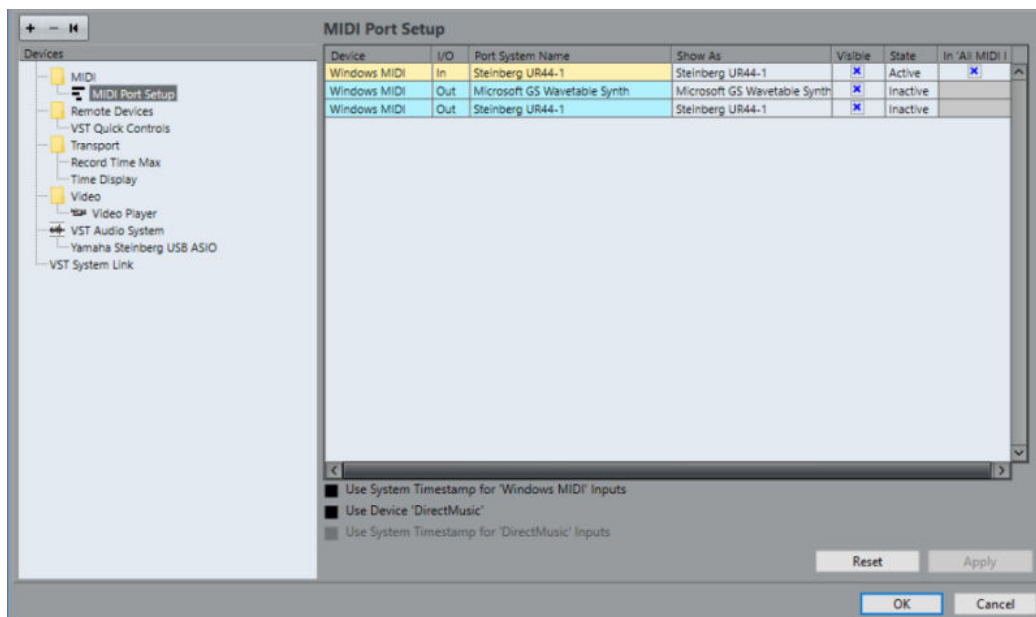 MIDI Port Setup
Devices
MIDI
MIDI Port Setup
Remote Devices
VST Quick Controls
Transport
Record Time Max
Time Display
Video
Video Player
VST Audio System
Yamaha Steinberg USB ASIO
VST System Link
Device I/O Port System Name Show As Visible State In 'All MIDI I
Windows MIDI In Steinberg UR44-1 Steinberg UR44-1 Active
Windows MIDI Out Microsoft GS Wavetable Synth Microsoft GS Wavetable Synth Inactive
Windows MIDI Out Steinberg UR44-1 Steinberg UR44-1 Inactive
Use System Timestamp for 'Windows MIDI' Inputs
Use Device 'DirectMusic'
Use System Timestamp for 'DirectMusic' Inputs
Reset Apply
OK Cancel